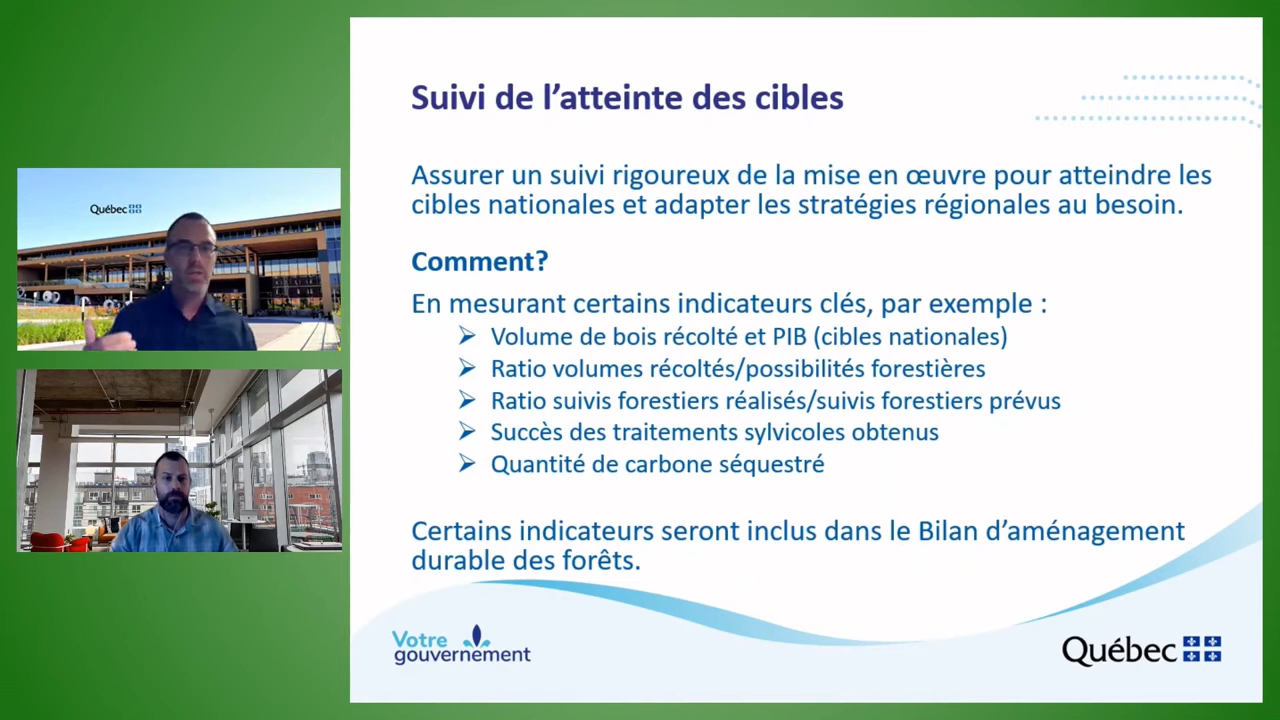 Suivi de l’atteinte des cibles
Assurer un suivi rigoureux de la mise en œuvre pour atteindre les
cibles nationales et adapter les stratégies régionales au besoin.
Comment?
En mesurant certains indicateurs clés, par exemple :
Volume de bois récolté et PIB (cibles nationales)
Ratio volumes récoltés/possibilités forestières
Ratio suivis forestiers réalisés/suivis forestiers prévus
Succès des traitements sylvicoles obtenus
Quantité de carbone séquestré
Certains indicateurs seront inclus dans le Bilan d’aménagement
durable des forêts.
Votre
gouvernement
Québec
Québec